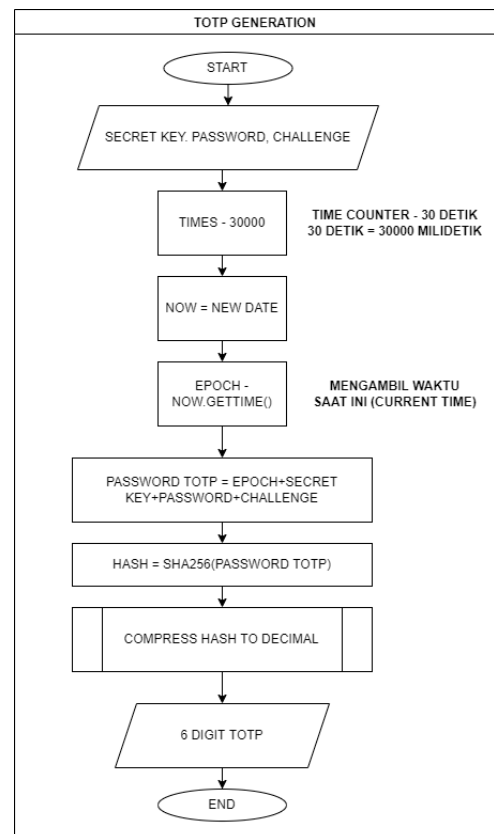 TOTP GENERATION
START
SECRET KEY. PASSWORD, CHALLENGE
TIMES - 30000
TIME COUNTER - 30 DETIK
30 DETIK = 30000 MILIDETIK
NOW = NEW DATE
EPOCH -
NOW.GETTIME()
MENGAMBIL WAKTU
SAAT INI (CURRENT TIME)
PASSWORD TOTP = EPOCH+SECRET
KEY+PASSWORD+CHALLENGE
HASH = SHA256(PASSWORD TOTP)
COMPRESS HASH TO DECIMAL
6 DIGIT TOTP
END